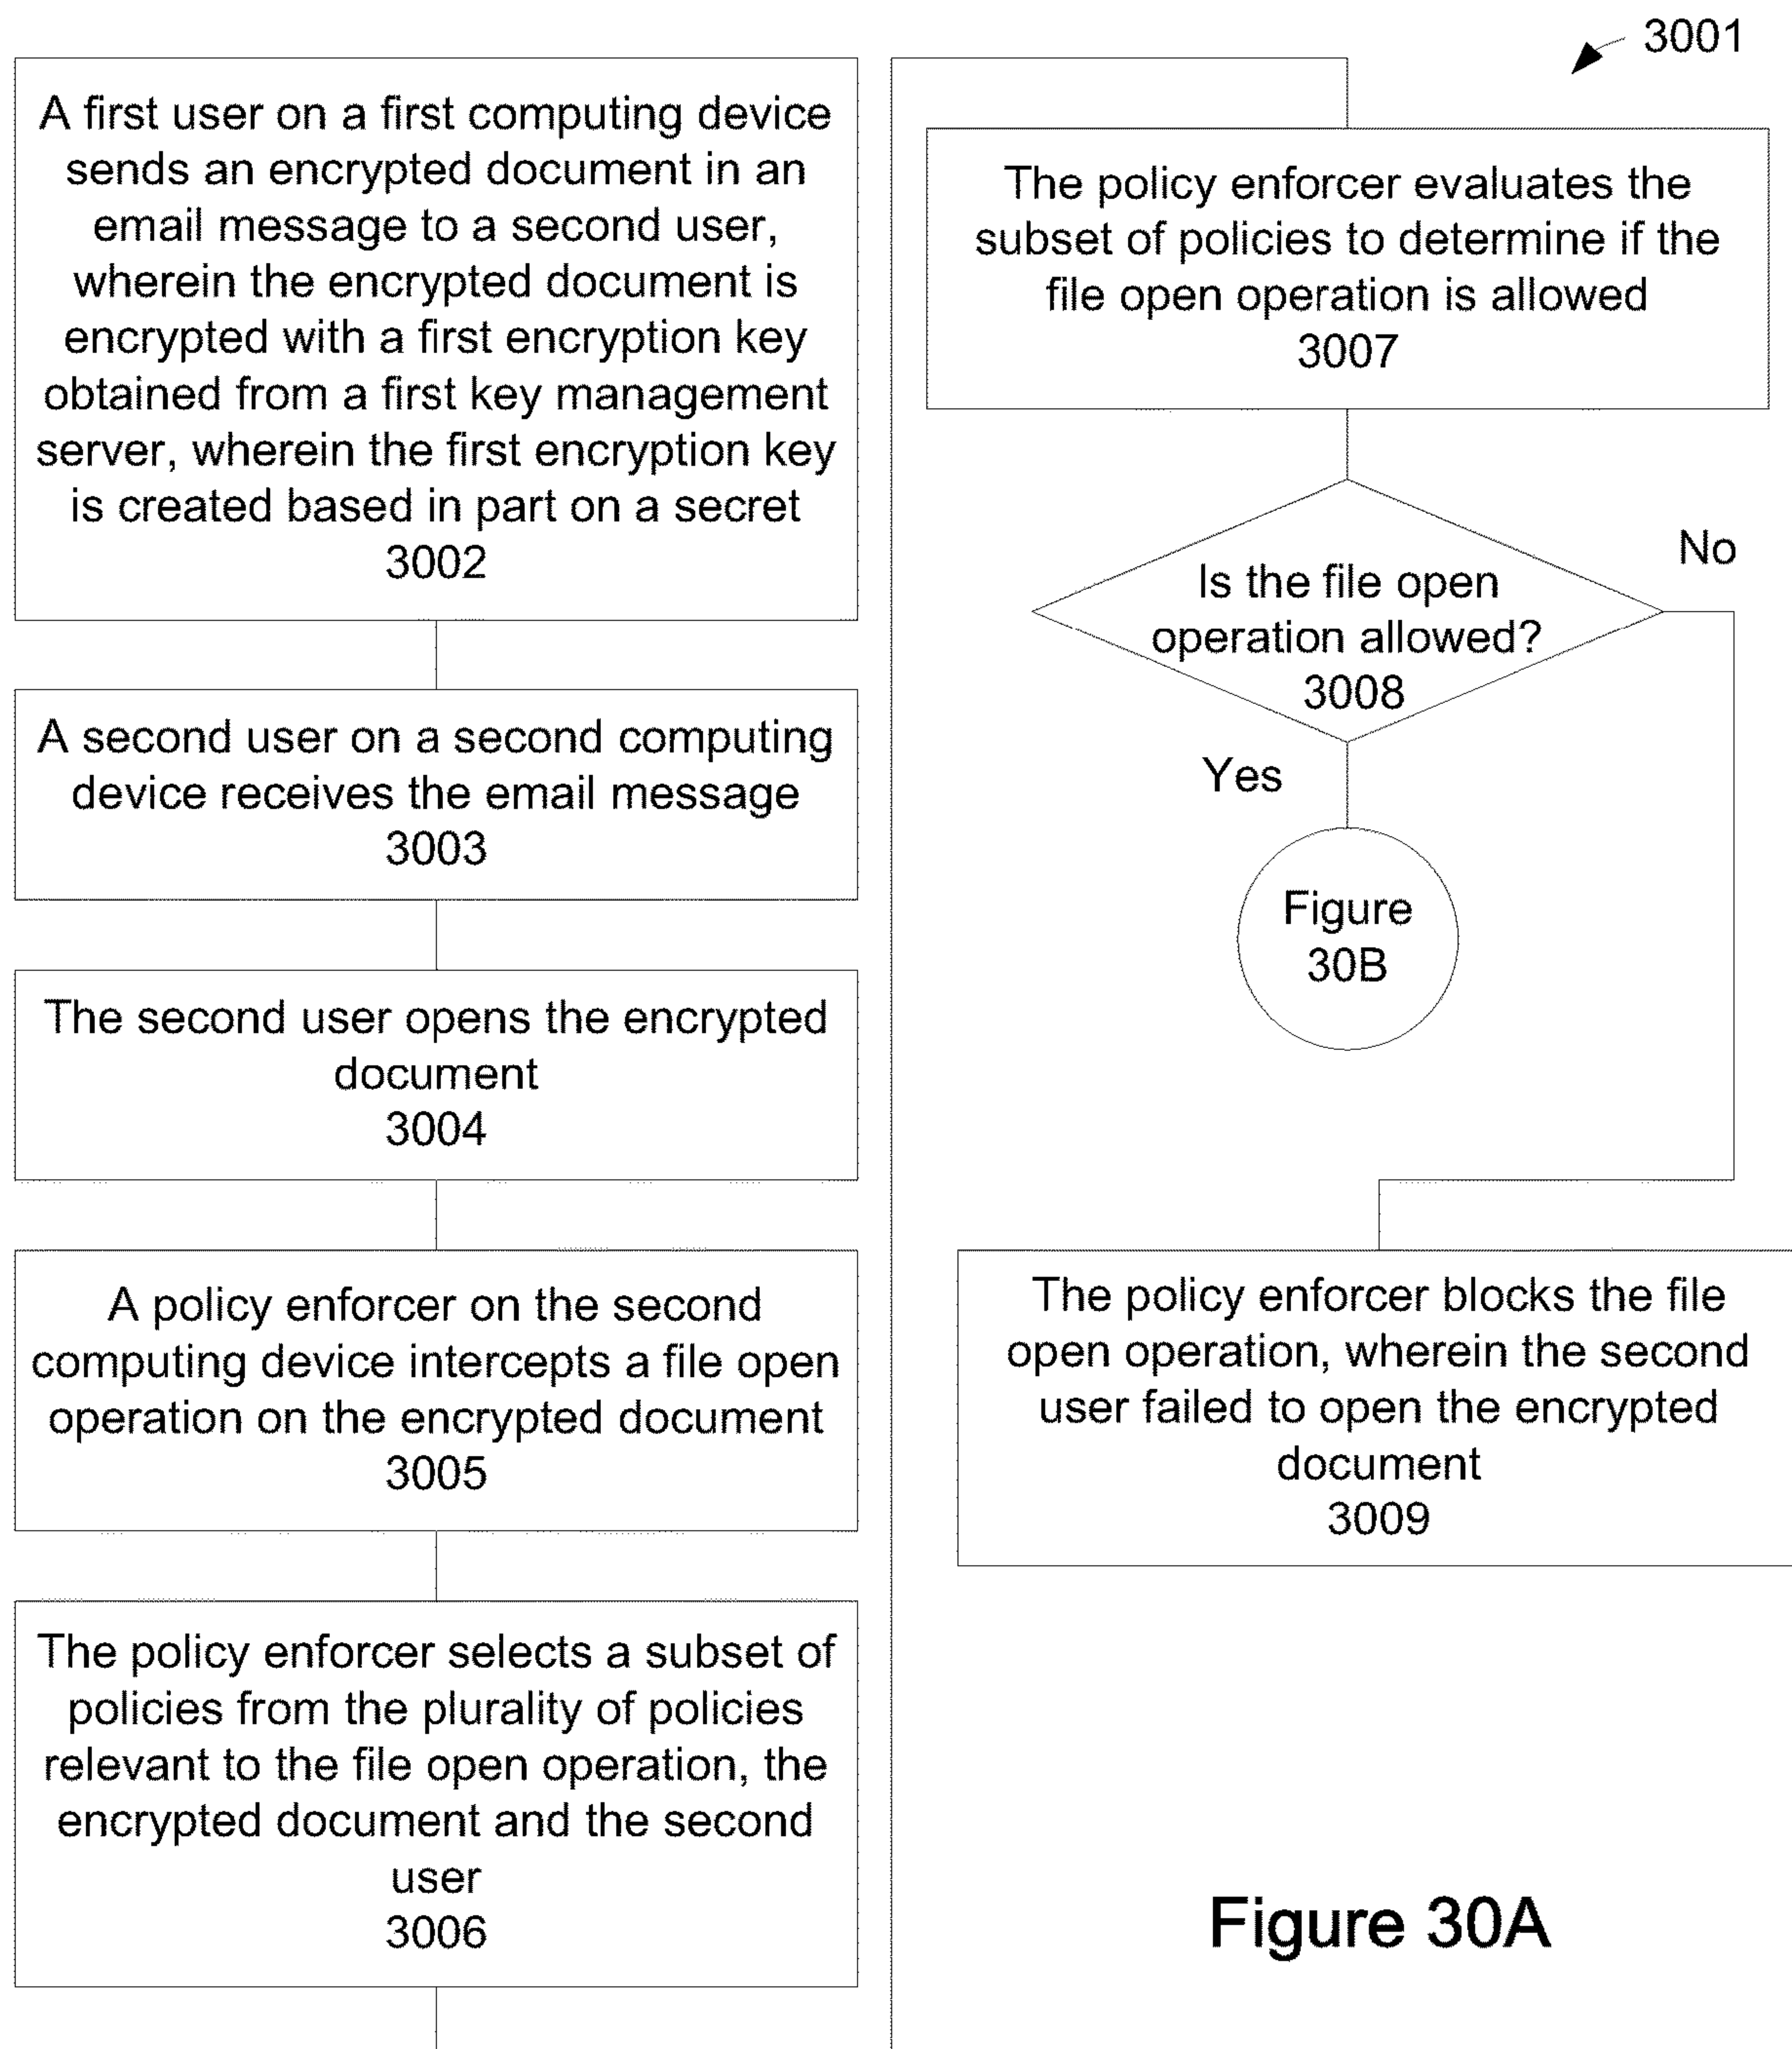 3001
A first user on a first computing device
sends an encrypted document in an
email message to a second user,
wherein the encrypted document is
encrypted with a first encryption key
obtained from a first key management
server, wherein the first encryption key
is created based in part on a secret
3002
A second user on a second computing
device receives the email message
3003
The second user opens the encrypted
document
3004
A policy enforcer on the second
computing device intercepts a file open
operation on the encrypted document
3005
The policy enforcer selects a subset of
policies from the plurality of policies
relevant to the file open operation, the
encrypted document and the second
user
3006
The policy enforcer evaluates the
subset of policies to determine if the
file open operation is allowed
3007
Is the file open
operation allowed?
3008
No
Yes
Figure
30B
The policy enforcer blocks the file
open operation, wherein the second
user failed to open the encrypted
document
3009
Figure 30A